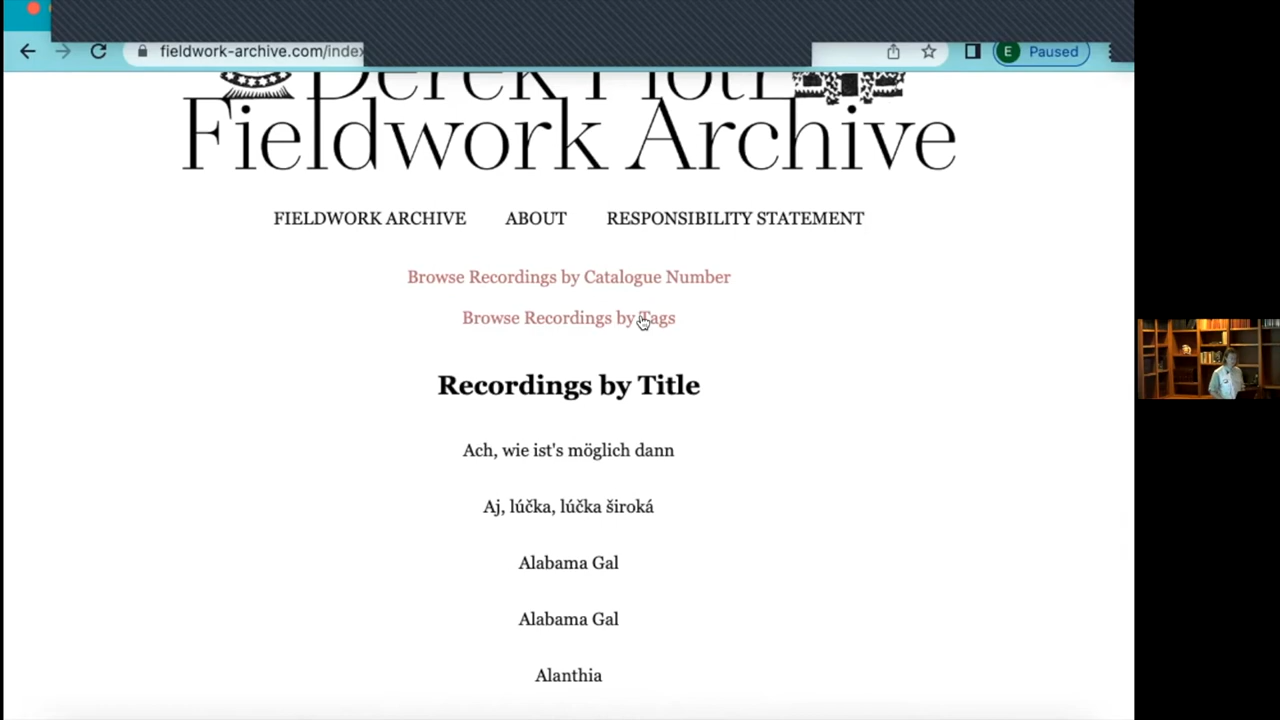 fieldwork-archive.com/index
E Paused
Derek Piotr
Fieldwork Archive
FIELDWORK ARCHIVE ABOUT RESPONSIBILITY STATEMENT
Browse Recordings by Catalogue Number
Browse Recordings by Tags
Recordings by Title
Ach, wie ist's möglich dann
Aj, lúčka, lúčka široká
Alabama Gal
Alabama Gal
Alanthia